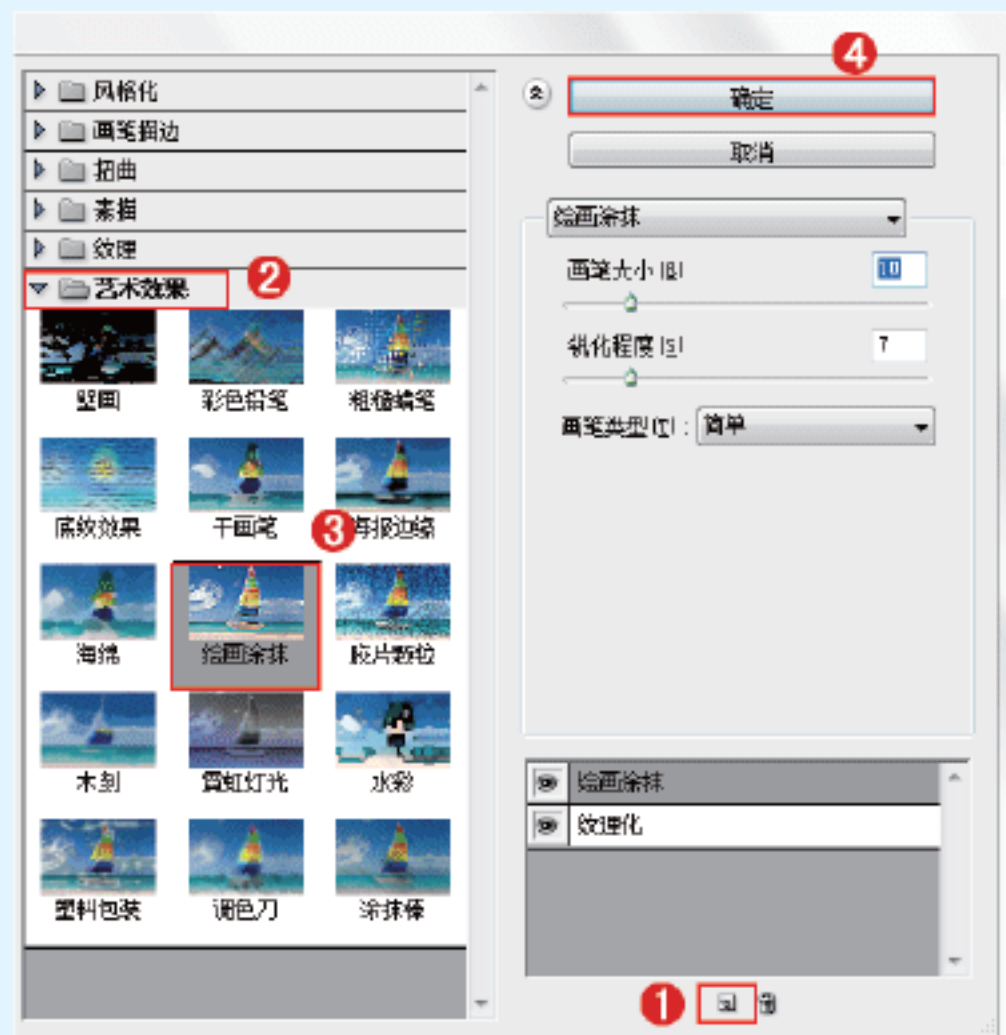 风格化
画笔描边
扭曲
素描
纹理
2
艺术效果
壁画 彩色铅笔 粗糙蜡笔
底纹效果 干画笔 海报边缘
3
海绵 绘画涂抹 胶片颗粒
木刻 霓虹灯光 水彩
塑料包装 调色刀 涂抹棒
4
确定
取消
绘画涂抹
画笔大小(B) 10
锐化程度(S) 7
画笔类型(T): 简单
绘画涂抹
纹理化
1